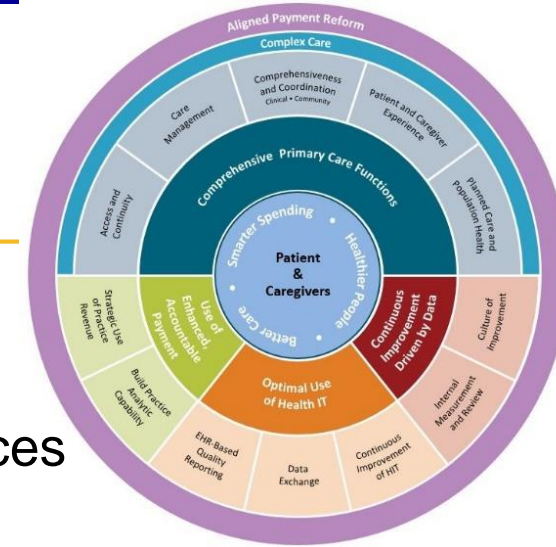 Aligned Payment Reform
Complex Care
Access and
Continuity
Care
Management
Comprehensiveness
and Coordination
Clinical • Community
Patient and Caregiver
Experience
Planned Care and
Population Health
Comprehensive Primary Care Functions
Smarter Spending
•
Healthier People
•
Better Care
•
Patient
&
Caregivers
Use of
Enhanced,
Accountable
Payment
Continuous
Improvement
Driven by Data
Optimal Use
of Health IT
Strategic Use
of Practice
Revenue
Build Practice
Analytic
Capability
EHR-Based
Quality
Reporting
Data
Exchange
Continuous
Improvement
of HIT
Internal
Measurement
and Review
Culture of
Improvement
ces